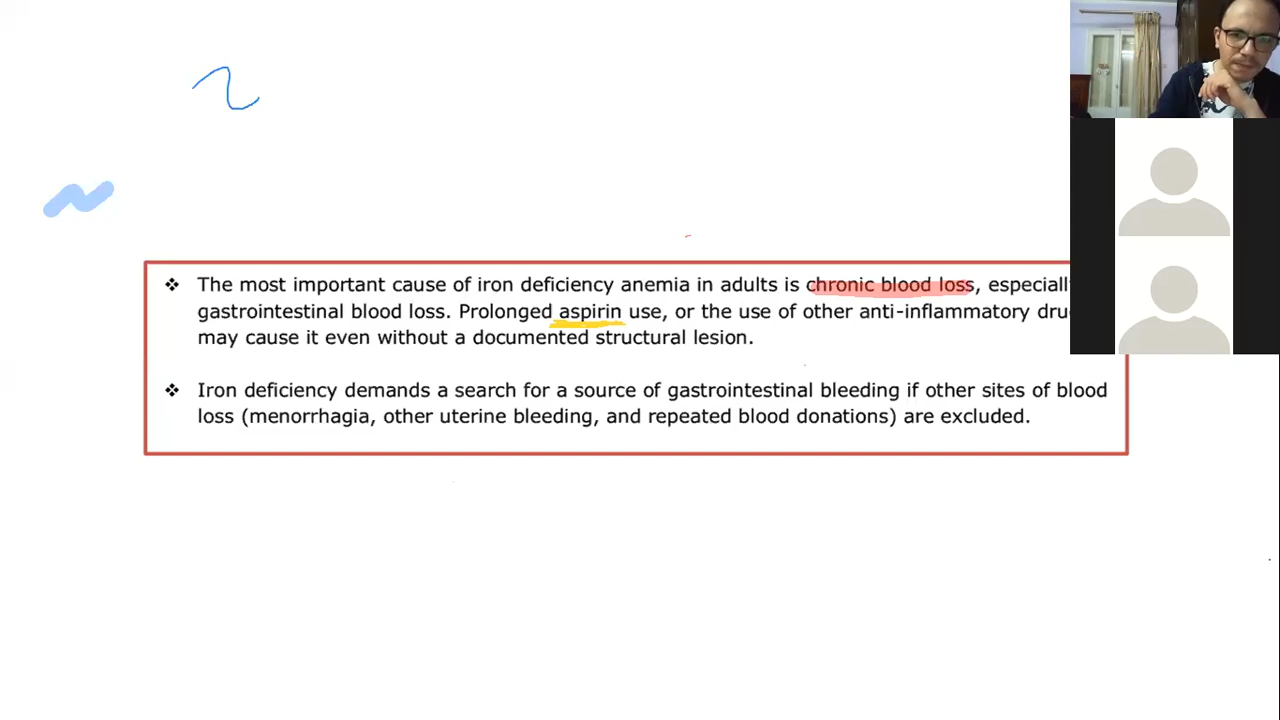 ❖ The most important cause of iron deficiency anemia in adults is chronic blood loss, especiall
gastrointestinal blood loss. Prolonged aspirin use, or the use of other anti-inflammatory dru
may cause it even without a documented structural lesion.
❖ Iron deficiency demands a search for a source of gastrointestinal bleeding if other sites of blood
loss (menorrhagia, other uterine bleeding, and repeated blood donations) are excluded.